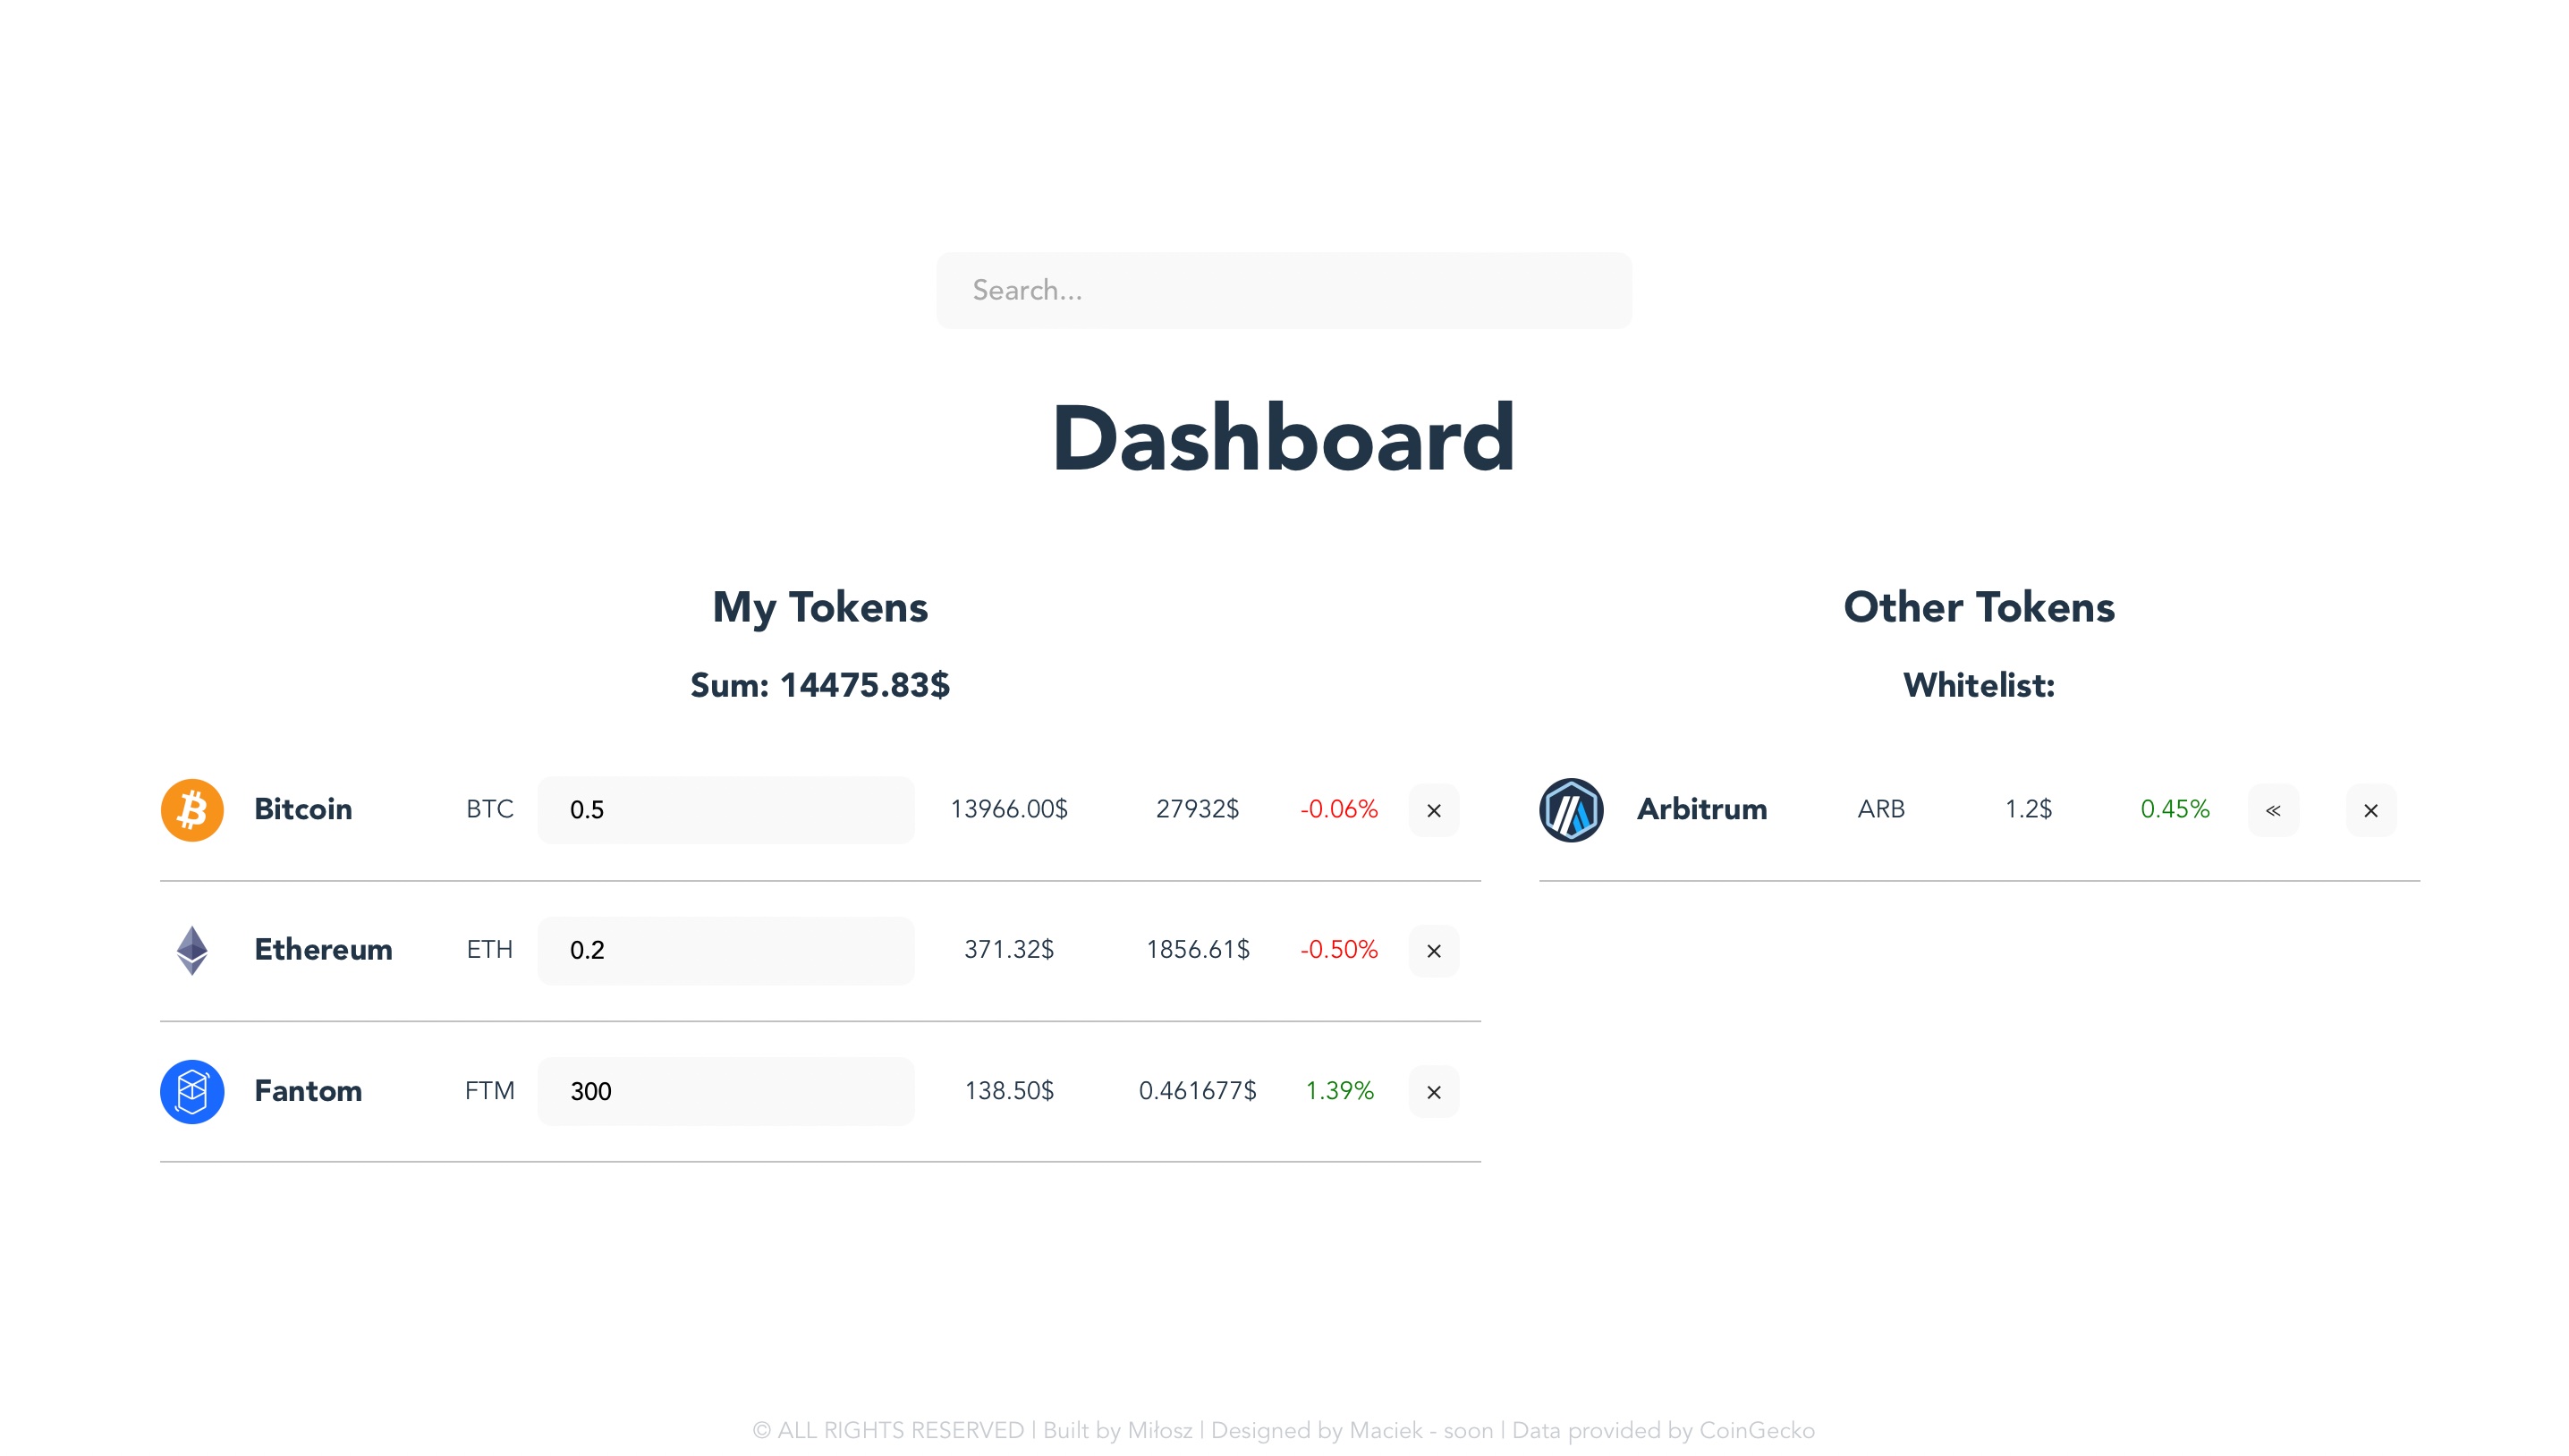 Search...
Dashboard
My Tokens
Sum: 14475.83$
Bitcoin BTC 0.5 13966.00$ 27932$ -0.06% ×
Ethereum ETH 0.2 371.32$ 1856.61$ -0.50% ×
Fantom FTM 300 138.50$ 0.461677$ 1.39% ×
Other Tokens
Whitelist:
Arbitrum ARB 1.2$ 0.45% « ×
© ALL RIGHTS RESERVED | Built by Miłosz | Designed by Maciek - soon | Data provided by CoinGecko